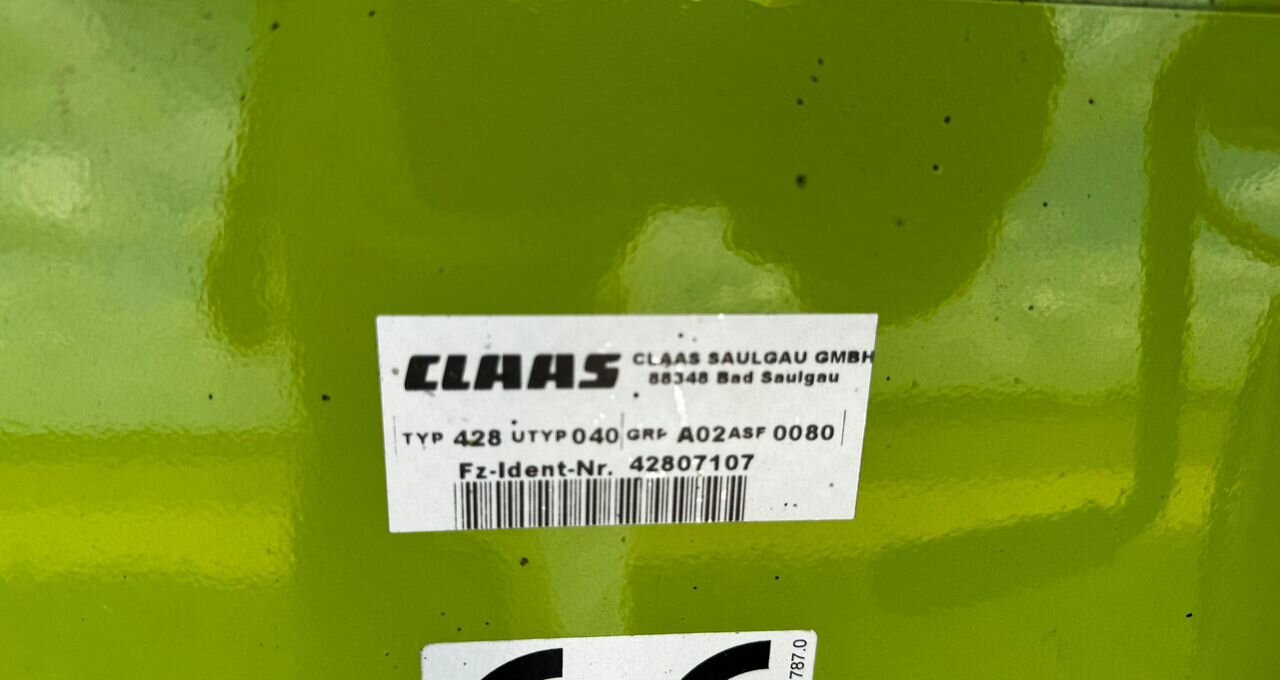 CLAAS CLAAS SAULGAU GMBH
88348 Bad Saulgau
TYP 428 UTYP 040 GRP A02 ASF 0080
Fz-Ident-Nr. 42807107
CE
787.0